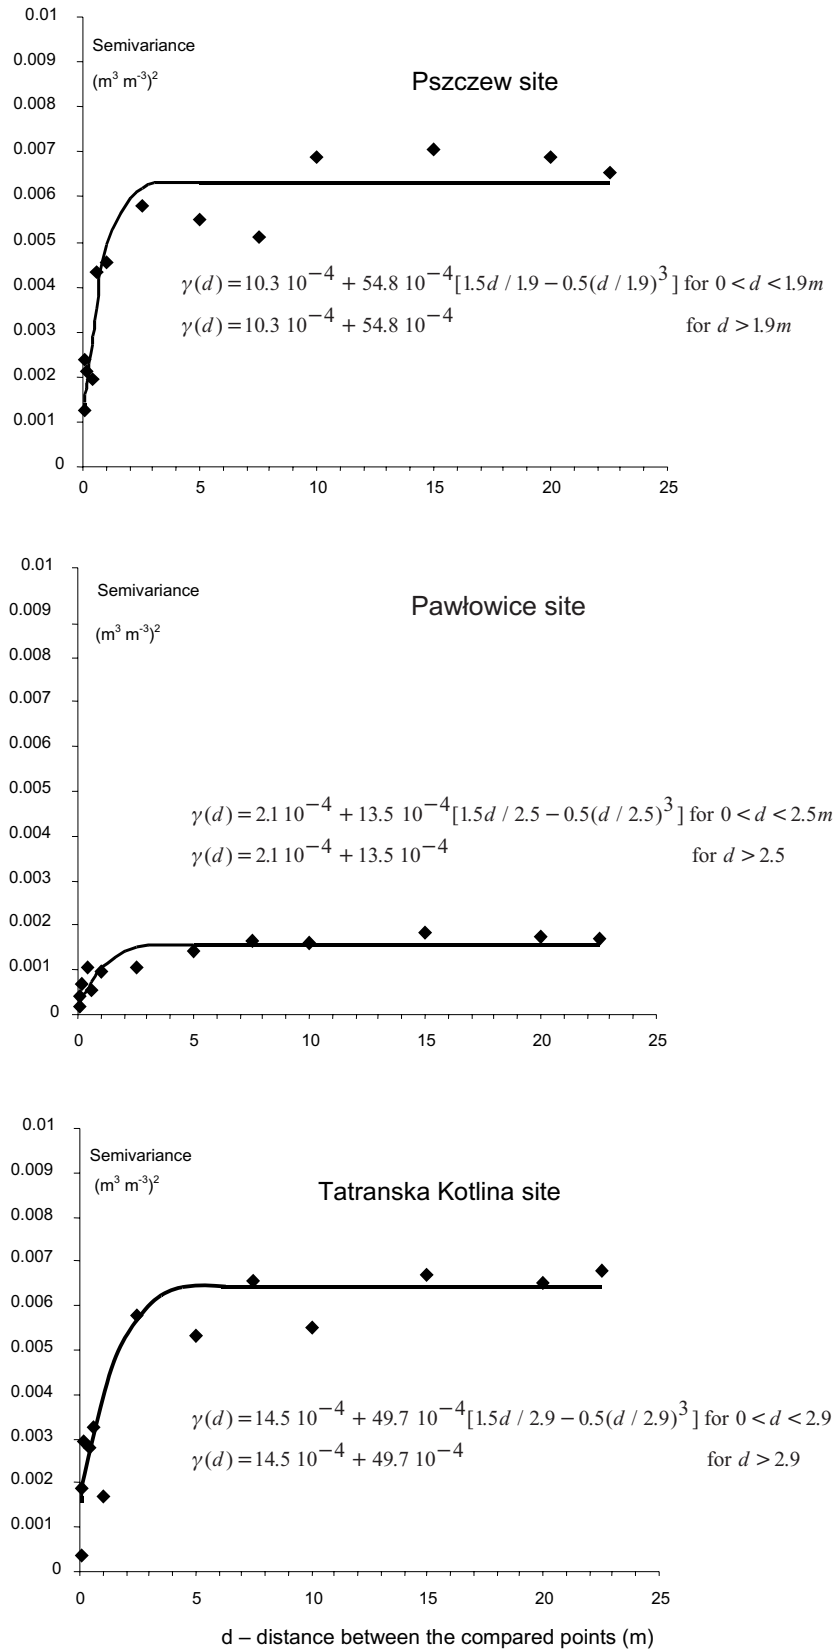 0.01
Semivariance
0.009
(m³ m⁻³)²
Pszczew site
0.008
0.007
0.006
0.005
γ(d) = 10.3 10⁻⁴ + 54.8 10⁻⁴[1.5d / 1.9 – 0.5(d / 1.9)³] for 0 < d < 1.9m
0.004
γ(d) = 10.3 10⁻⁴ + 54.8 10⁻⁴ for d > 1.9m
0.003
0.002
0.001
0
0 5 10 15 20 25
0.01
Semivariance
Pawłowice site
0.009
(m³ m⁻³)²
0.008
0.007
0.006
0.005
γ(d) = 2.1 10⁻⁴ + 13.5 10⁻⁴[1.5d / 2.5 – 0.5(d / 2.5)³] for 0 < d < 2.5m
0.004
γ(d) = 2.1 10⁻⁴ + 13.5 10⁻⁴ for d > 2.5
0.003
0.002
0.001
0
0 5 10 15 20 25
0.01
Semivariance
0.009
(m³ m⁻³)²
Tatranska Kotlina site
0.008
0.007
0.006
0.005
0.004
γ(d) = 14.5 10⁻⁴ + 49.7 10⁻⁴[1.5d / 2.9 – 0.5(d / 2.9)³] for 0 < d < 2.9
0.003
γ(d) = 14.5 10⁻⁴ + 49.7 10⁻⁴ for d > 2.9
0.002
0.001
0
0 5 10 15 20 25
d – distance between the compared points (m)